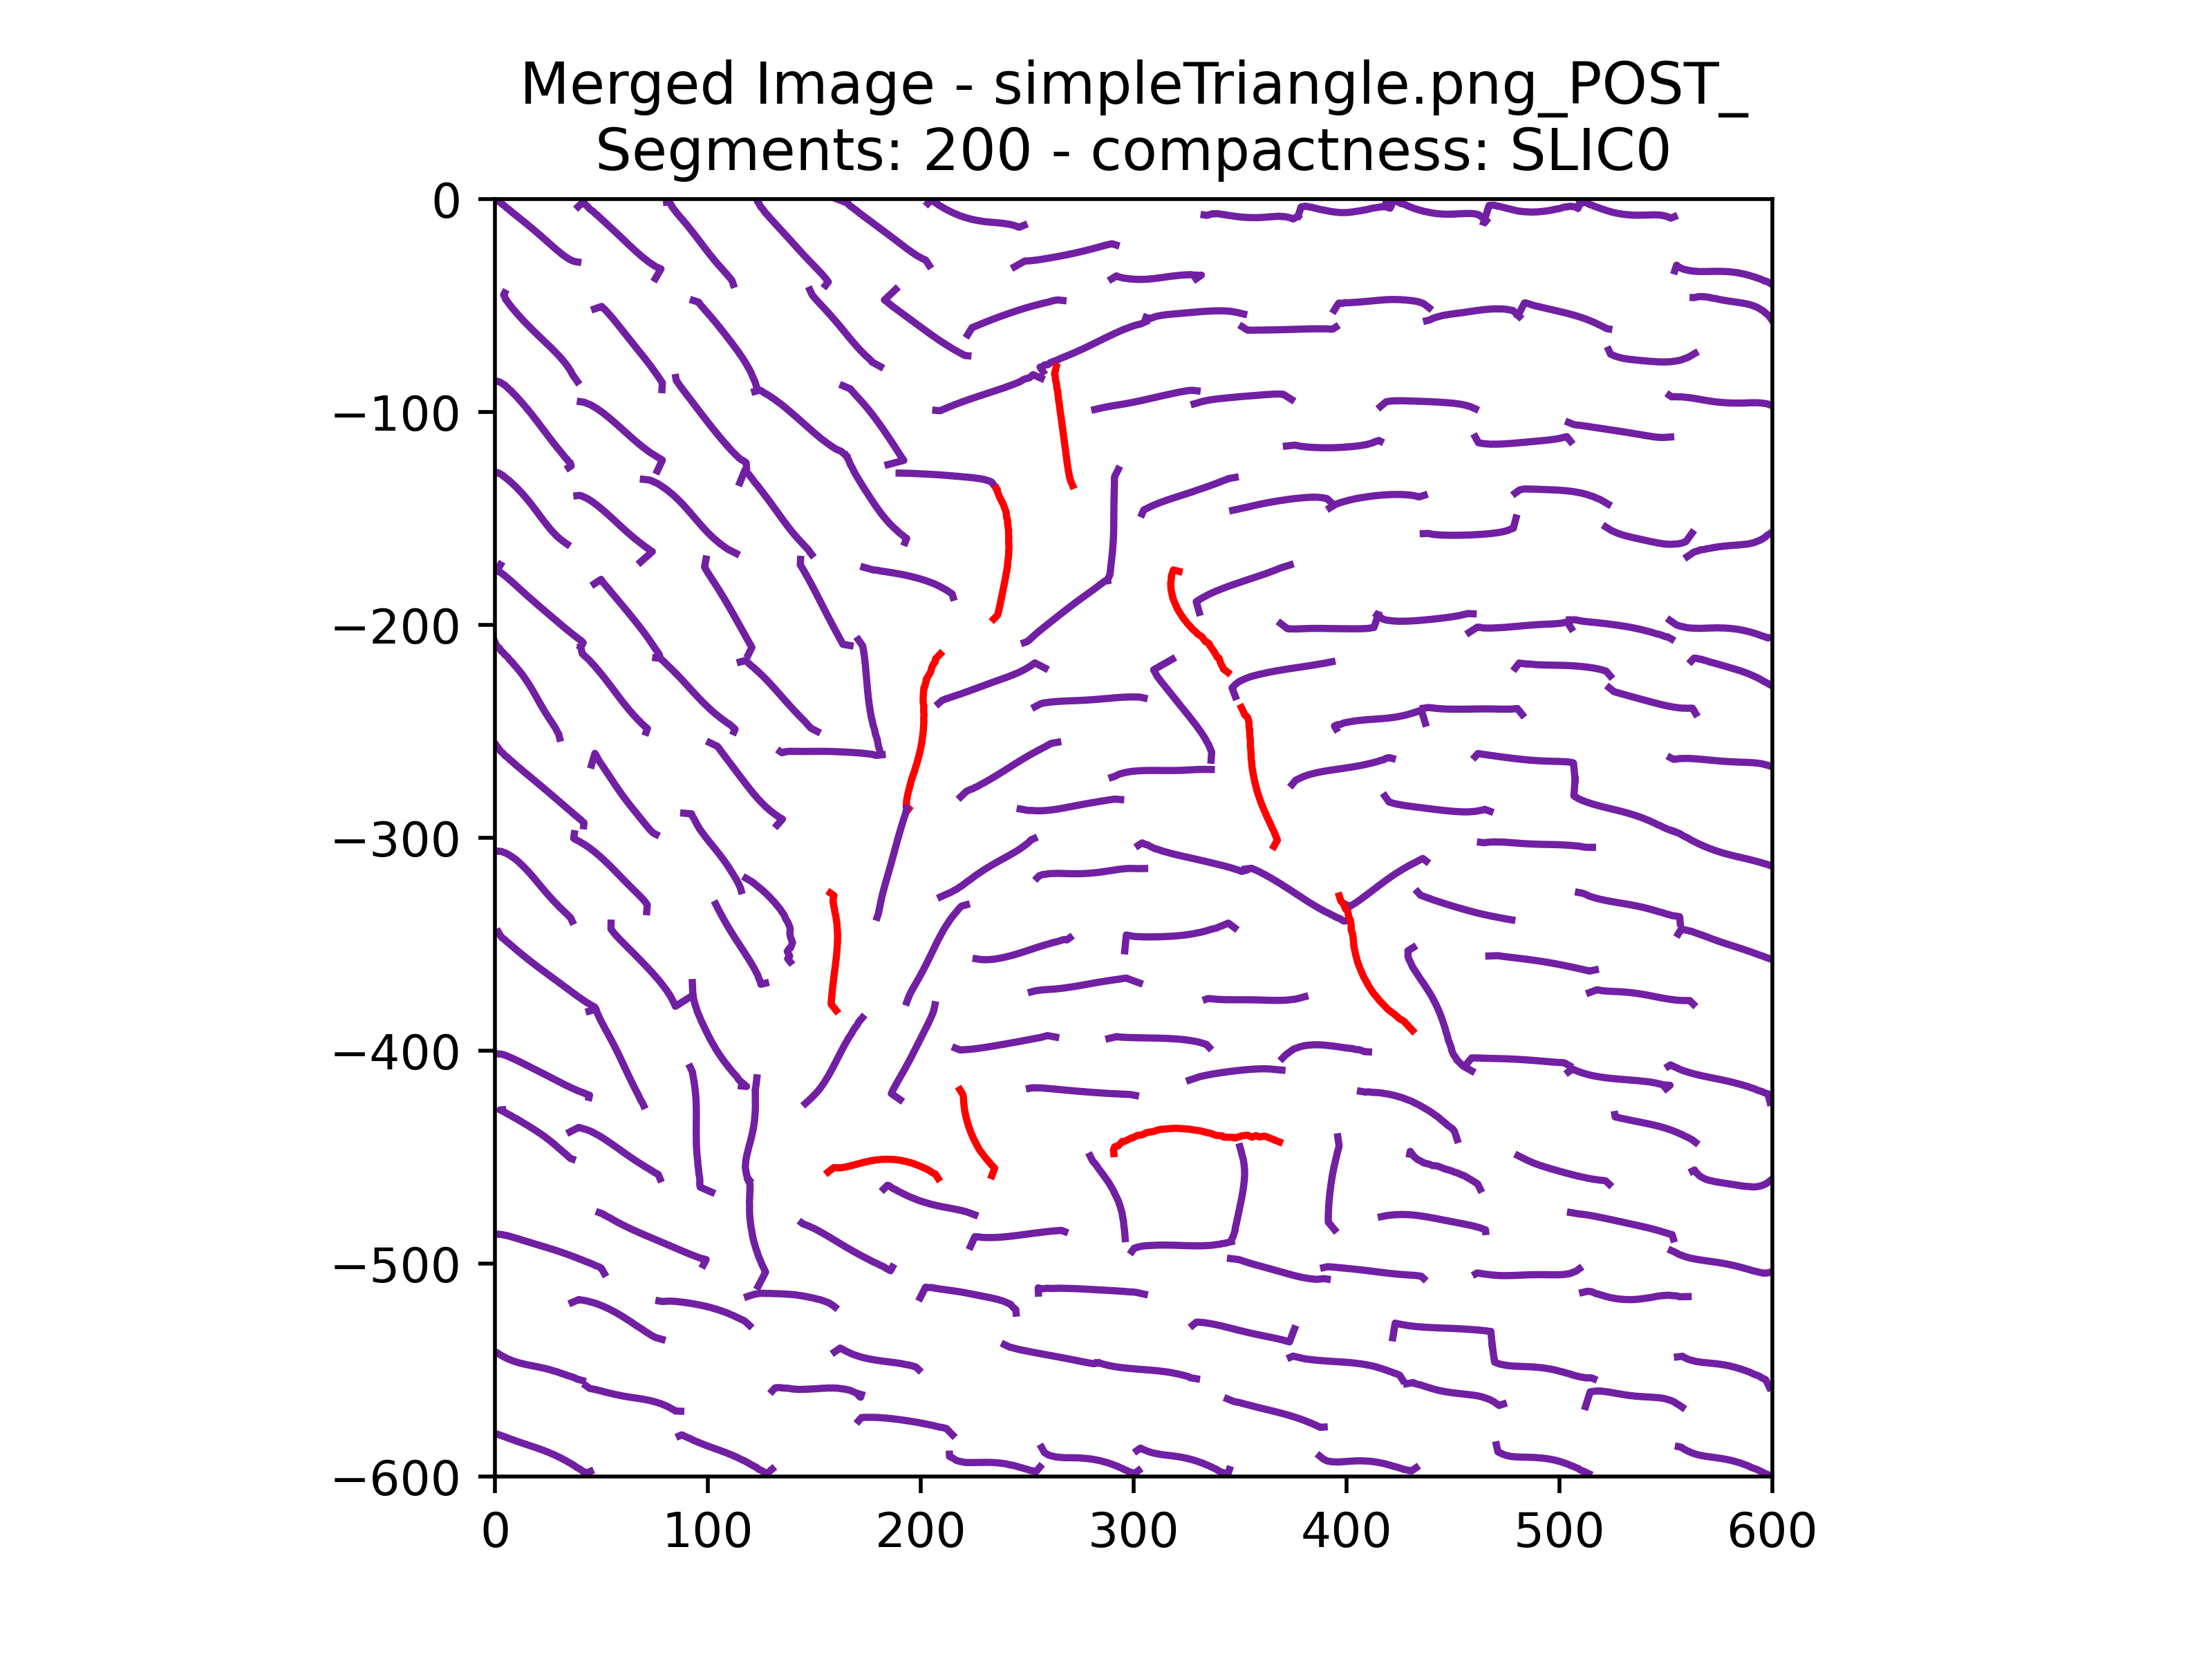 Merged Image - simpleTriangle.png_POST_
Segments: 200 - compactness: SLIC0
0
−100
−200
−300
−400
−500
−600
0 100 200 300 400 500 600